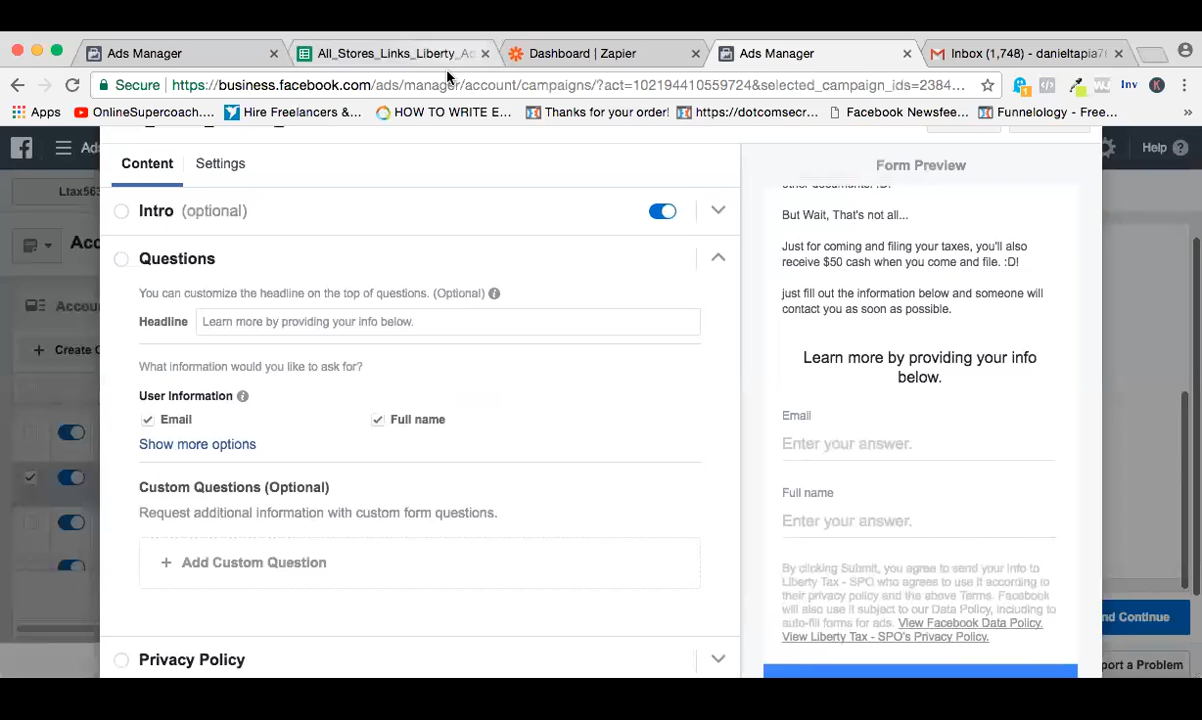 Ads Manager
All_Stores_Links_Liberty_Ad
Dashboard | Zapier
Ads Manager
Inbox (1,748) - danieltapia7
Secure
https://business.facebook.com/ads/manager/account/campaigns/?act=102194410559724&selected_campaign_ids=2384...
Apps
OnlineSupercoach....
Hire Freelancers &...
HOW TO WRITE E...
Thanks for your order!
https://dotcomsecr...
Facebook Newsfee...
Funnelology - Free...
»
Inv
K
Ads
Help
Content
Settings
Form Preview
Ltax563
Intro (optional)
Acc
Questions
You can customize the headline on the top of questions. (Optional)
Headline
Learn more by providing your info below.
Accoun
+ Create C
What information would you like to ask for?
User Information
Email
Full name
Show more options
Custom Questions (Optional)
Request additional information with custom form questions.
+ Add Custom Question
Privacy Policy
other documents! :D!
But Wait, That's not all...
Just for coming and filing your taxes, you'll also
receive $50 cash when you come and file. :D!
just fill out the information below and someone will
contact you as soon as possible.
Learn more by providing your info
below.
Email
Enter your answer.
Full name
Enter your answer.
By clicking Submit, you agree to send your info to
Liberty Tax - SPO who agrees to use it according to
their privacy policy and the above Terms. Facebook
will also use it subject to our Data Policy, including to
auto-fill forms for ads. View Facebook Data Policy.
View Liberty Tax - SPO's Privacy Policy.
nd Continue
port a Problem